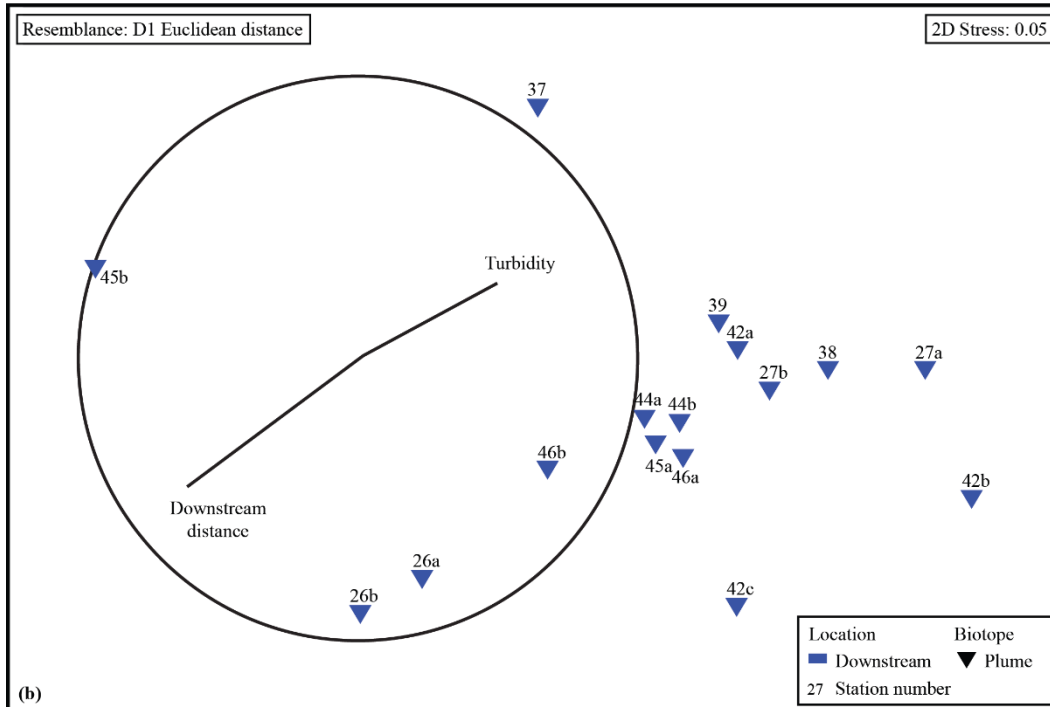 Resemblance: D1 Euclidean distance
2D Stress: 0.05
37
45b
Turbidity
39
42a
38
27a
27b
44a
44b
46b
45a
46a
42b
Downstream
distance
26a
26b
42c
Location
Biotope
Downstream
Plume
27 Station number
(b)